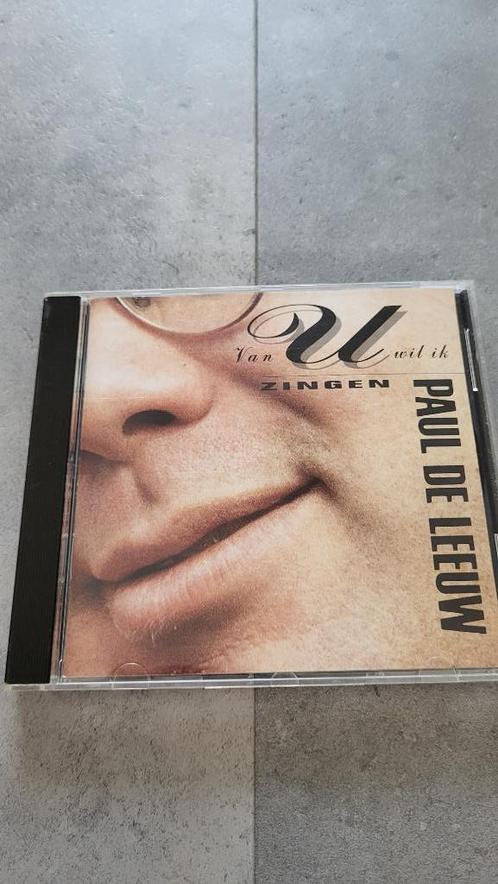 Van U wil ik
ZINGEN
PAUL DE LEEUW